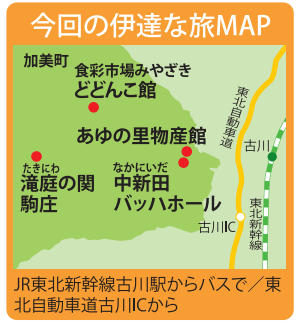 今回の伊達な旅MAP
加美町
食彩市場みやざき
どどんこ館
あゆの里物産館
たきにわ
滝庭の関
駒庄
なかにいだ
中新田
バッハホール
東北自動車道
古川
古川IC
東北新幹線
JR東北新幹線古川駅からバスで／東
北自動車道古川ICから